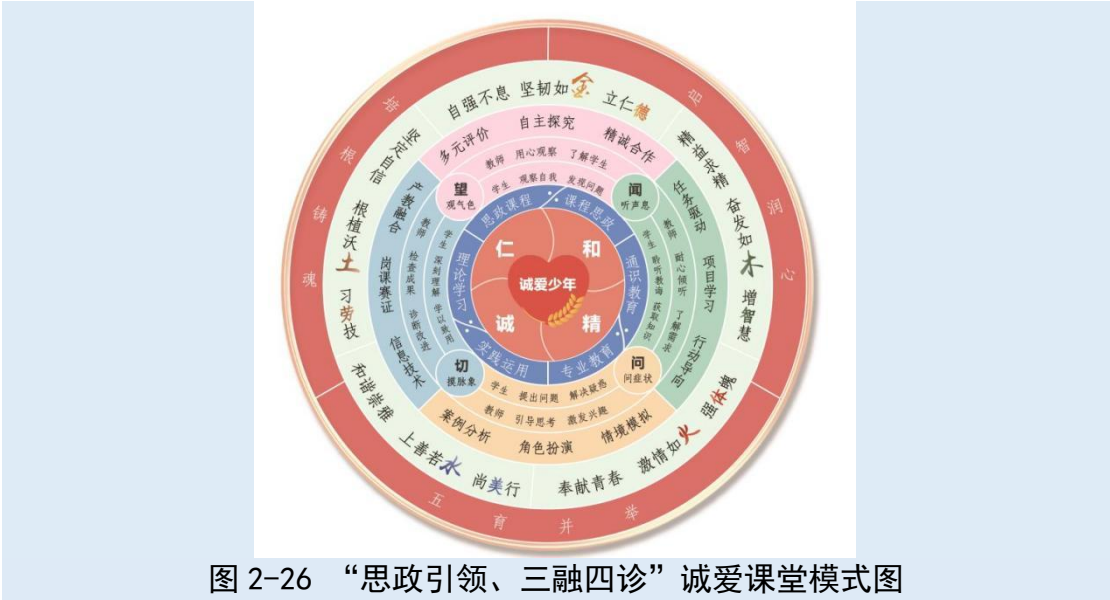 培根铸魂
启智润心
五育并举
自强不息 坚韧如金 立仁德
精益求精 奋发如木 增智慧
奉献青春 激情如火 强体魄
和谐崇雅 上善若水 尚美行
坚定自信 根植沃土 习劳技
多元评价 自主探究 精诚合作
教师 用心观察 了解学生
学生 观察自我 发现问题
任务驱动 项目学习 行动导向
教师 耐心倾听 了解需求
学生 聆听教诲 获取知识
情境模拟 角色扮演 案例分析
教师 引导思考 激发兴趣
学生 提出问题 解决疑惑
产教融合 岗课赛证 信息技术
教师 检查成果 诊断改进
学生 深刻理解 学以致用
望
观气色
闻
听声息
问
问症状
切
摸脉象
思政课程
课程思政
通识教育
专业教育
实践运用
理论学习
仁
和
诚
精
诚爱少年
图 2-26 “思政引领、三融四诊”诚爱课堂模式图